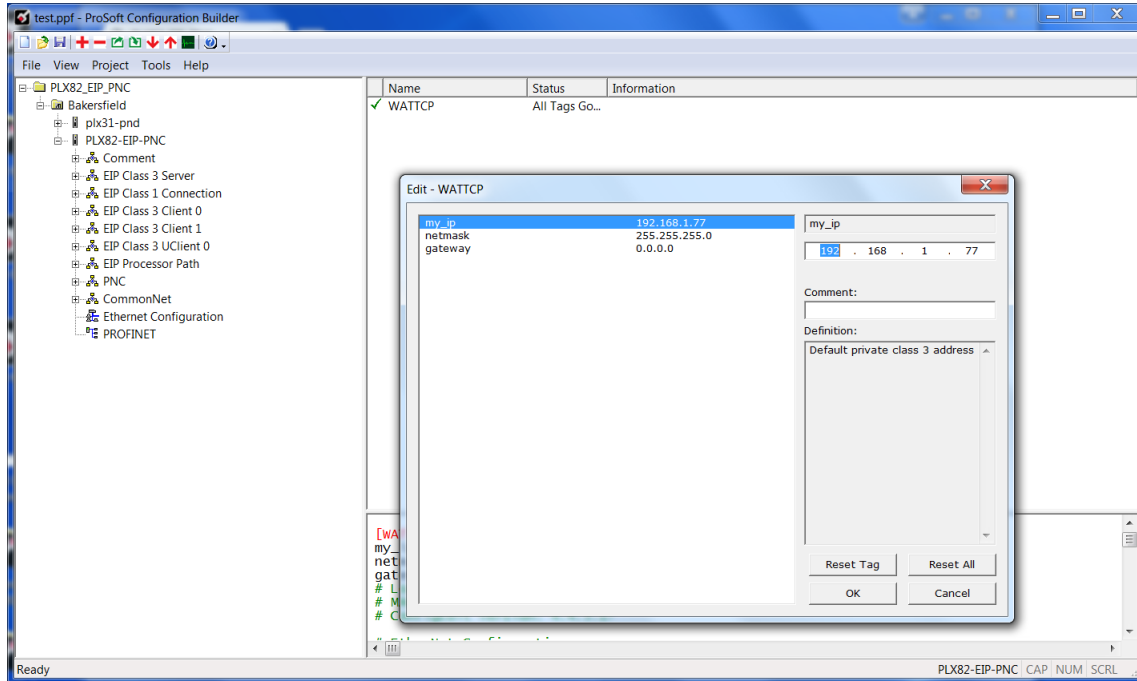 test.ppf - ProSoft Configuration Builder
File View Project Tools Help
PLX82_EIP_PNC
Bakersfield
plx31-pnd
PLX82-EIP-PNC
Comment
EIP Class 3 Server
EIP Class 1 Connection
EIP Class 3 Client 0
EIP Class 3 Client 1
EIP Class 3 UClient 0
EIP Processor Path
PNC
CommonNet
Ethernet Configuration
PROFINET
Name Status Information
WATTCP All Tags Go...
Edit - WATTCP
my_ip 192.168.1.77
netmask 255.255.255.0
gateway 0.0.0.0
my_ip
192 . 168 . 1 . 77
Comment:
Definition:
Default private class 3 address
Reset Tag Reset All
OK Cancel
[WA
my_
net
gat
# L
# M
# C
Ready PLX82-EIP-PNC CAP NUM SCRL